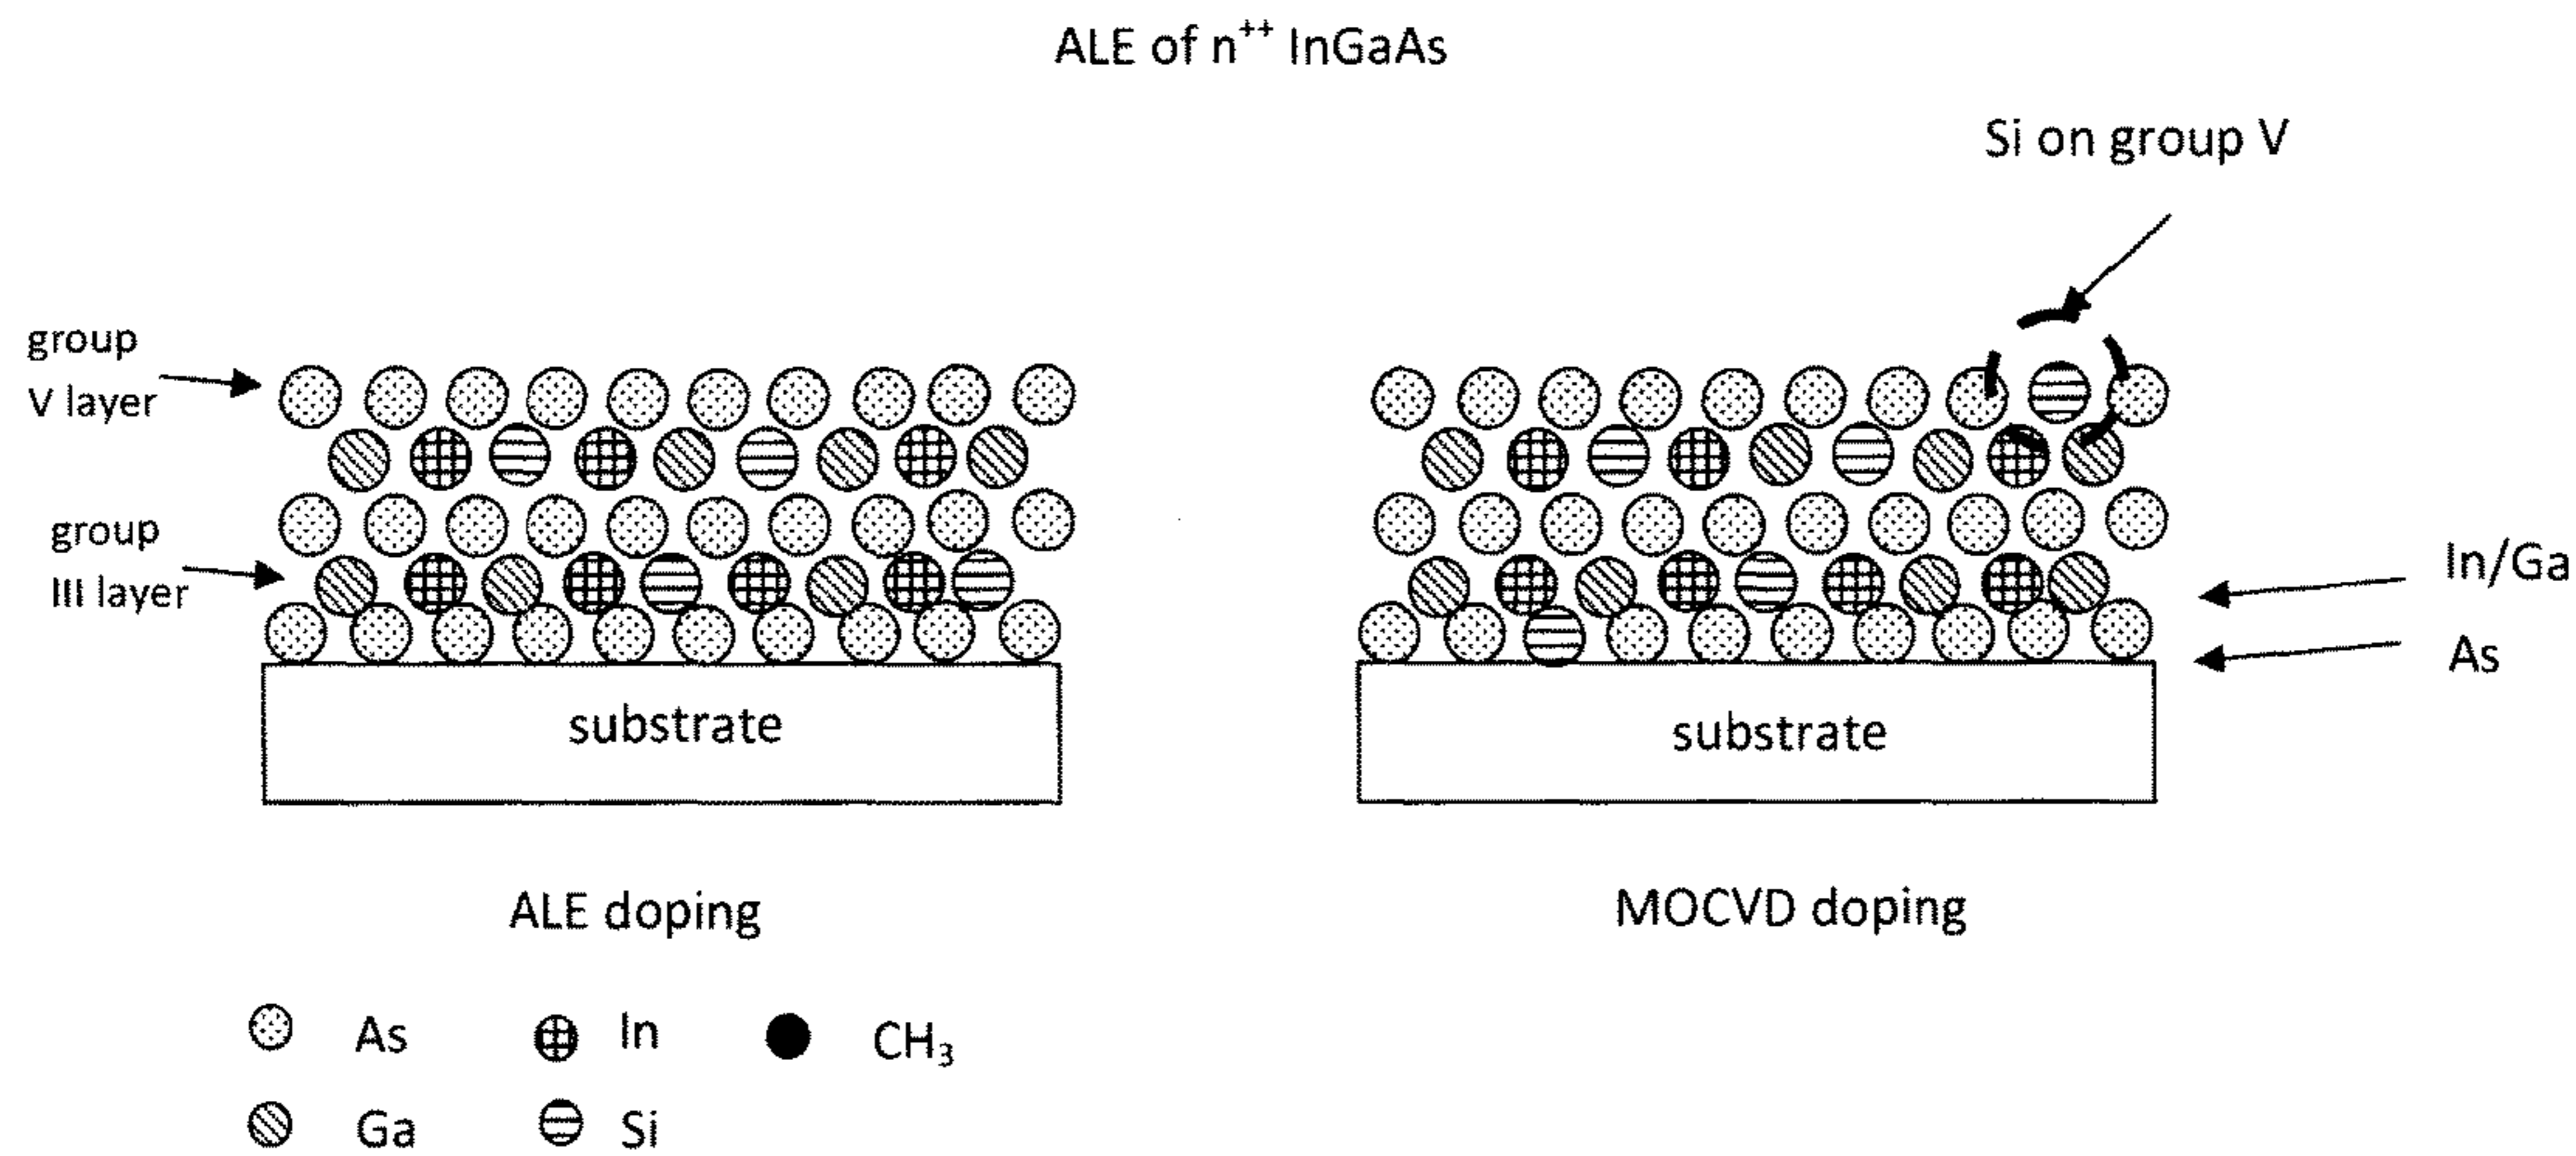 ALE of n⁺⁺ InGaAs
Si on group V
group
V layer
group
III layer
In/Ga
As
substrate
substrate
ALE doping
MOCVD doping
As
In
CH₃
Ga
Si